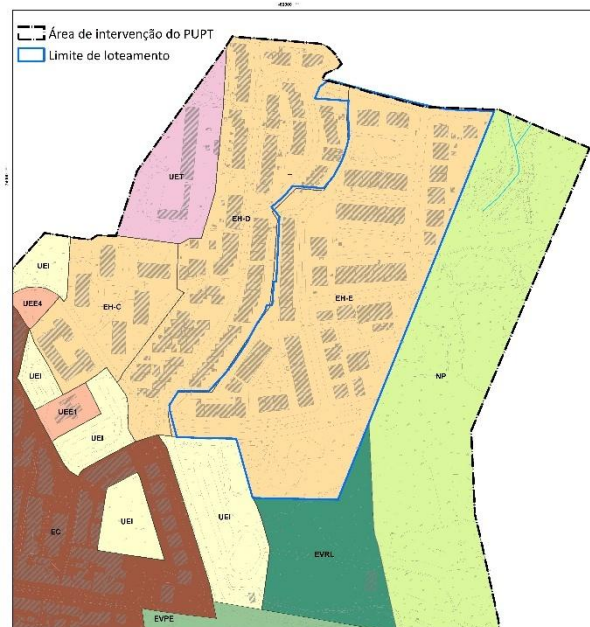 Área de intervenção do PUPT
Limite de loteamento
UET
EH-D
UEI
EH-E
UEE4
EH-C
NP
UEI
UEE1
UEI
UEI
UEI
EC
EVRL
EVPE